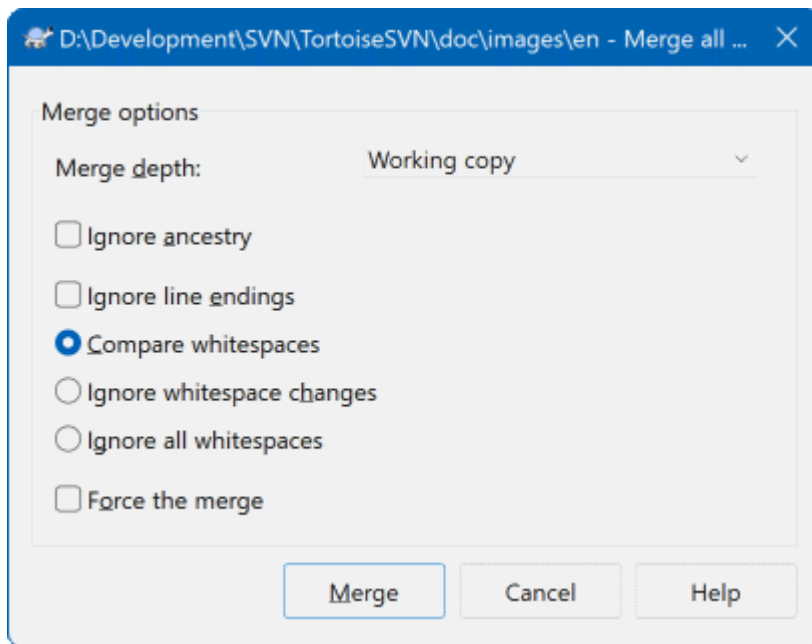 D:\Development\SVN\TortoiseSVN\doc\images\en - Merge all ...
Merge options
Merge depth: Working copy
Ignore ancestry
Ignore line endings
Compare whitespaces
Ignore whitespace changes
Ignore all whitespaces
Force the merge
Merge Cancel Help